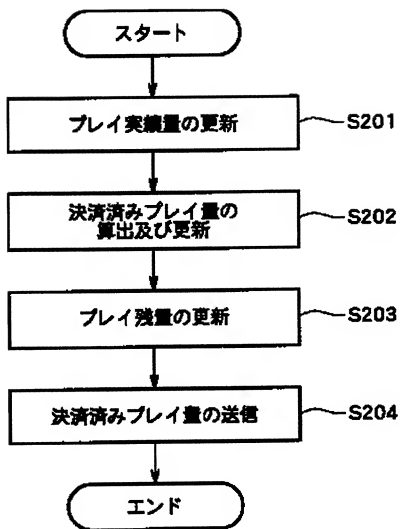 スタート
プレイ実績量の更新
S201
決済済みプレイ量の
算出及び更新
S202
プレイ残量の更新
S203
決済済みプレイ量の送信
S204
エンド